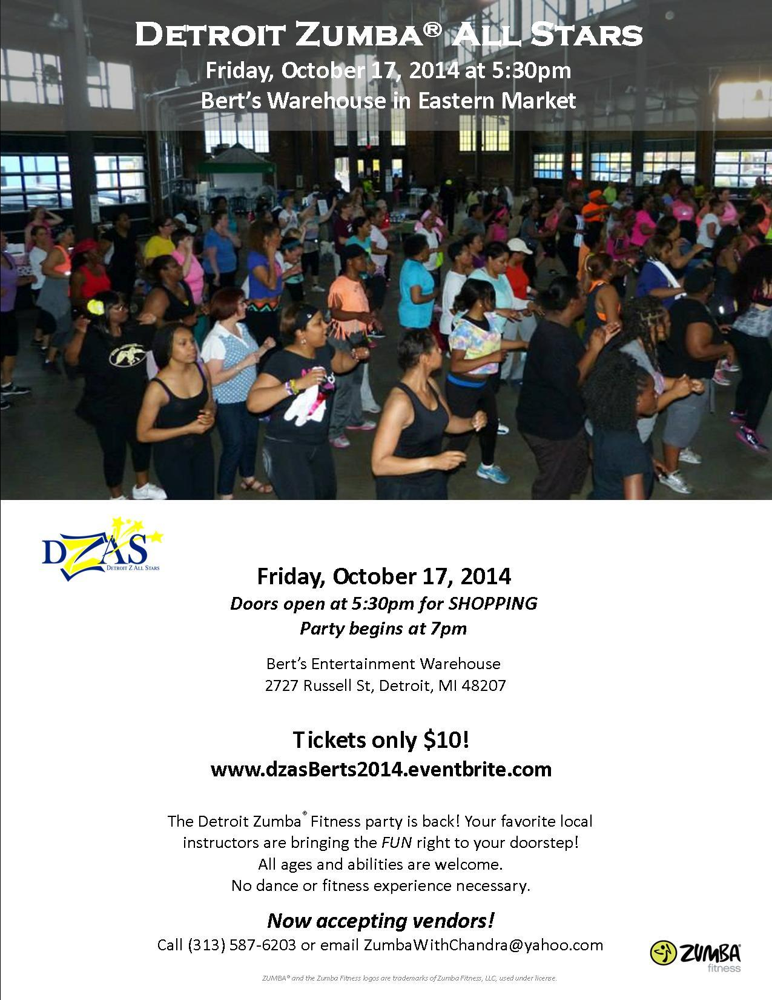 DETROIT ZUMBA® ALL STARS
Friday, October 17, 2014 at 5:30pm
Bert's Warehouse in Eastern Market
DZAS
DETROIT Z ALL STARS
Friday, October 17, 2014
Doors open at 5:30pm for SHOPPING
Party begins at 7pm
Bert's Entertainment Warehouse
2727 Russell St, Detroit, MI 48207
Tickets only $10!
www.dzasBerts2014.eventbrite.com
The Detroit Zumba® Fitness party is back! Your favorite local
instructors are bringing the FUN right to your doorstep!
All ages and abilities are welcome.
No dance or fitness experience necessary.
Now accepting vendors!
Call (313) 587-6203 or email ZumbaWithChandra@yahoo.com
ZUMBA®
fitness
ZUMBA® and the Zumba Fitness logos are trademarks of Zumba Fitness, LLC, used under license.